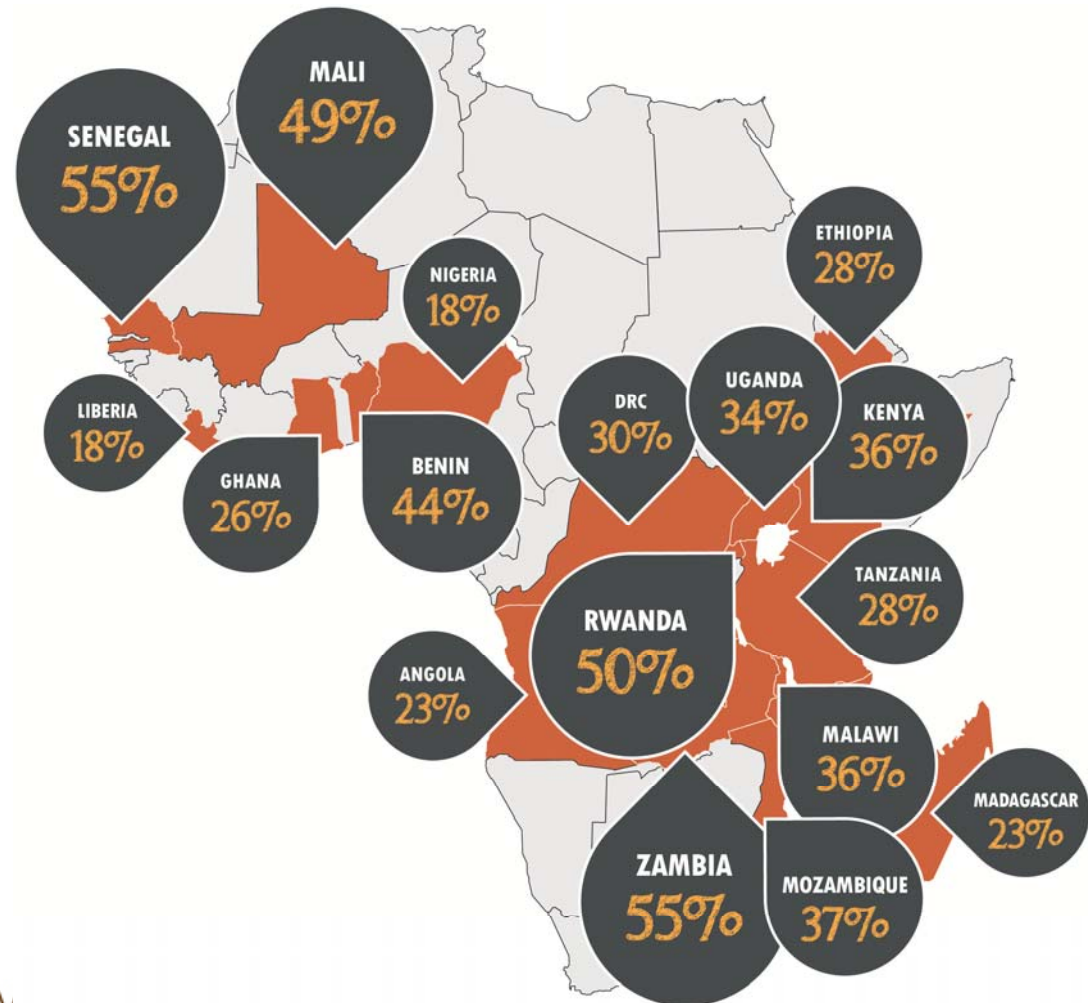 MALI
49%
SENEGAL
55%
ETHIOPIA
28%
NIGERIA
18%
UGANDA
34%
DRC
30%
KENYA
36%
LIBERIA
18%
BENIN
44%
GHANA
26%
TANZANIA
28%
RWANDA
50%
ANGOLA
23%
MALAWI
36%
MADAGASCAR
23%
ZAMBIA
55%
MOZAMBIQUE
37%